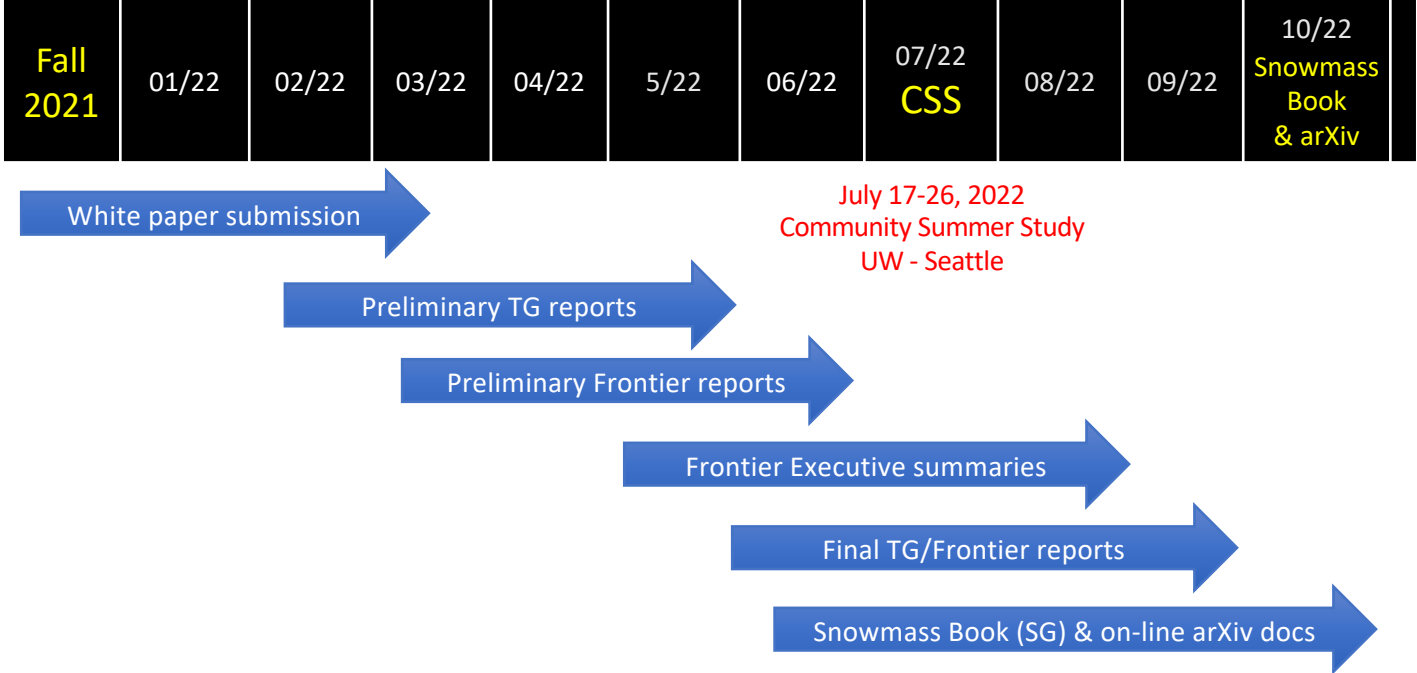 Fall
2021
01/22
02/22
03/22
04/22
5/22
06/22
07/22
CSS
08/22
09/22
10/22
Snowmass
Book
& arXiv
White paper submission
July 17-26, 2022
Community Summer Study
UW - Seattle
Preliminary TG reports
Preliminary Frontier reports
Frontier Executive summaries
Final TG/Frontier reports
Snowmass Book (SG) & on-line arXiv docs